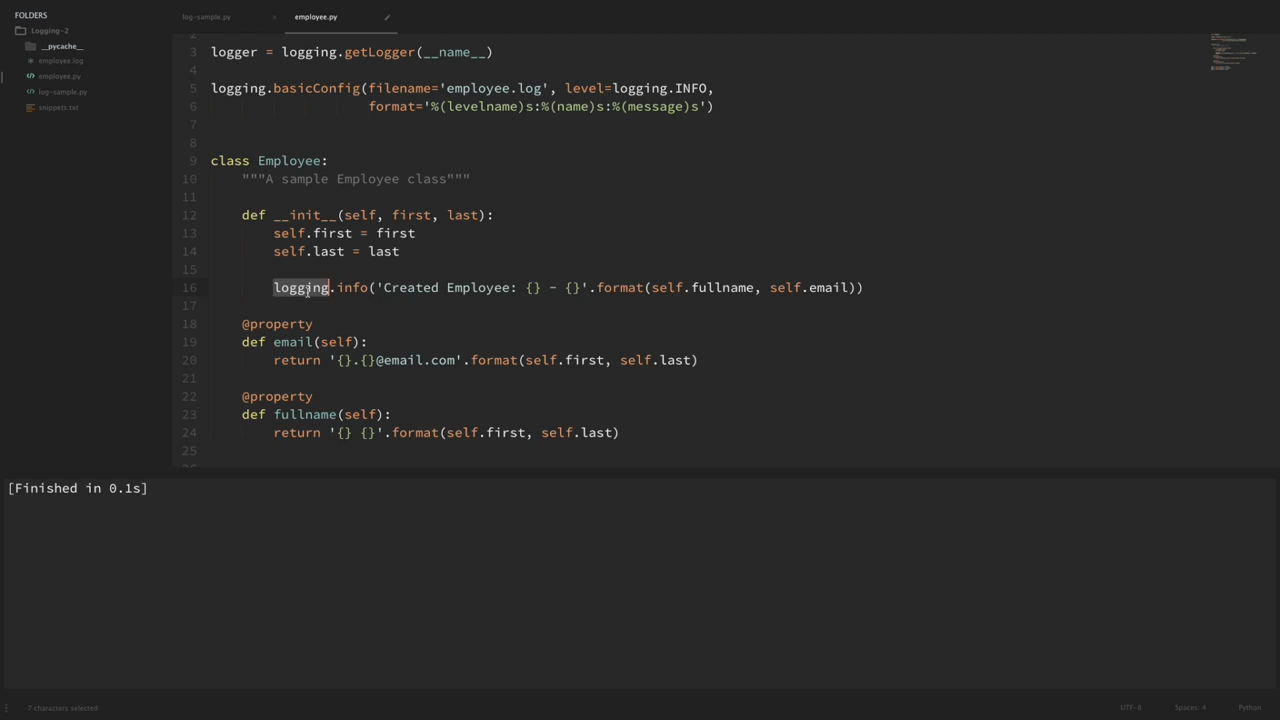 FOLDERS
Logging-2
__pycache__
employee.log
employee.py
log-sample.py
snippets.txt
log-sample.py × employee.py
2
3 logger = logging.getLogger(__name__)
4
5 logging.basicConfig(filename='employee.log', level=logging.INFO,
6 format='%(levelname)s:%(name)s:%(message)s')
7
8
9 class Employee:
10 """A sample Employee class"""
11
12 def __init__(self, first, last):
13 self.first = first
14 self.last = last
15
16 logging.info('Created Employee: {} - {}'.format(self.fullname, self.email))
17
18 @property
19 def email(self):
20 return '{}.{}@email.com'.format(self.first, self.last)
21
22 @property
23 def fullname(self):
24 return '{} {}'.format(self.first, self.last)
25
26
[Finished in 0.1s]
7 characters selected
UTF-8 Spaces: 4 Python